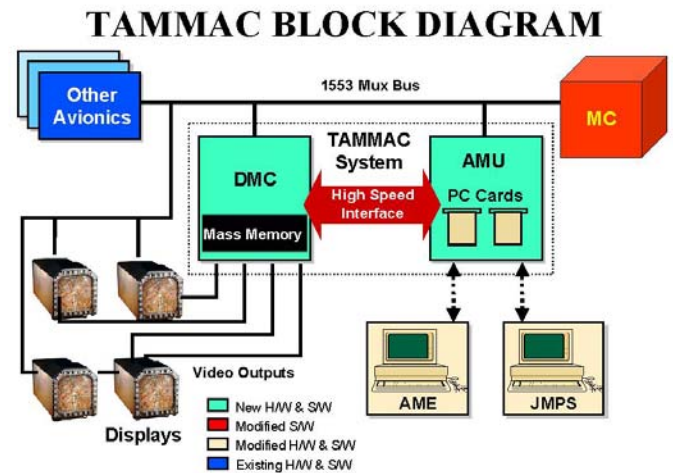 TAMMAC BLOCK DIAGRAM
Other
Avionics
1553 Mux Bus
MC
TAMMAC
System
DMC
Mass Memory
High Speed
Interface
AMU
PC Cards
AME
JMPS
Video Outputs
Displays
New H/W & S/W
Modified S/W
Modified H/W & S/W
Existing H/W & S/W